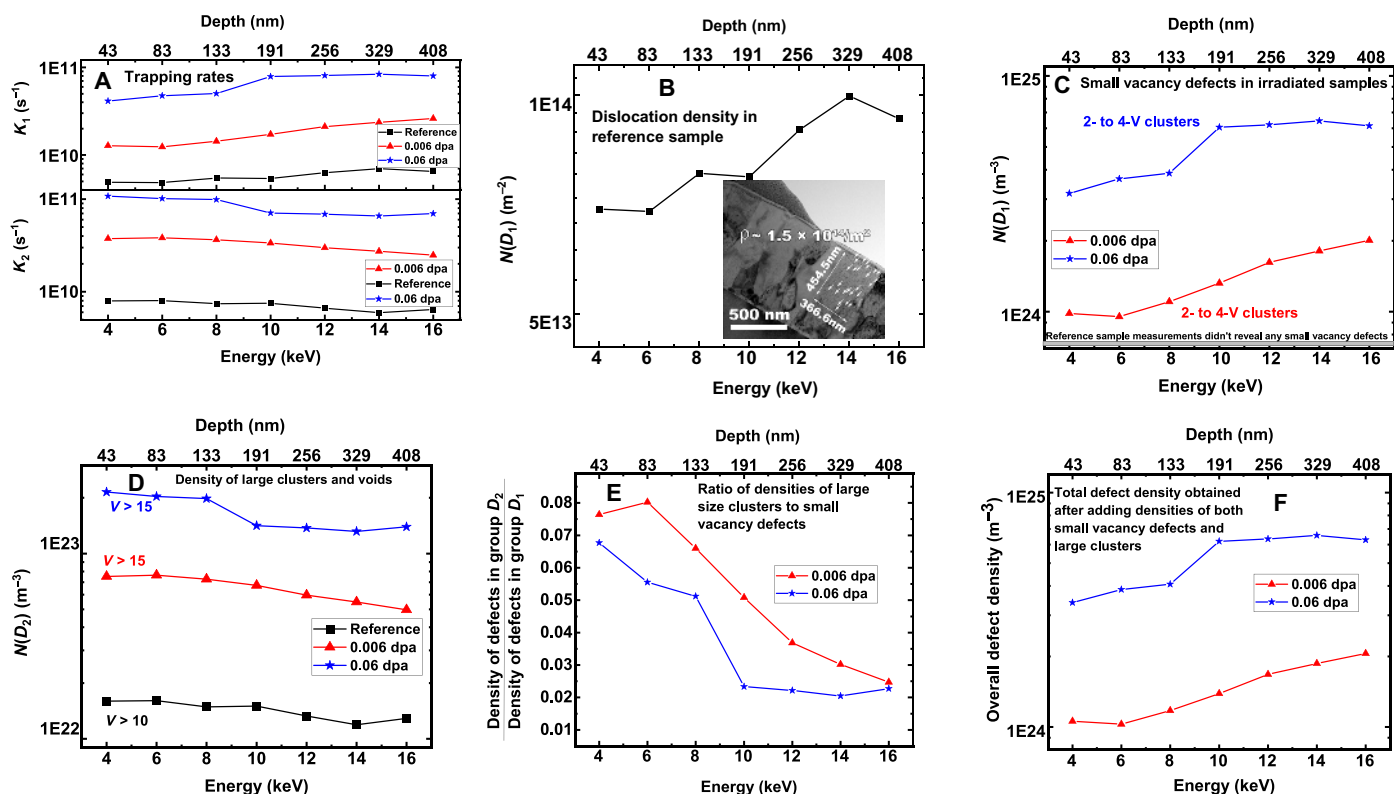 Depth (nm)
43 83 133 191 256 329 408
A Trapping rates
K₁ (s⁻¹)
1E11
1E10
Reference
0.006 dpa
0.06 dpa
K₂ (s⁻¹)
1E11
1E10
0.006 dpa
Reference
0.06 dpa
4 6 8 10 12 14 16
Energy (keV)
Depth (nm)
43 83 133 191 256 329 408
B
Dislocation density in
reference sample
N(D₁) (m⁻²)
1E14
5E13
ρ~ 1.5 × 10¹⁴/m²
454.5nm
366.6nm
500 nm
4 6 8 10 12 14 16
Energy (keV)
Depth (nm)
43 83 133 191 256 329 408
C Small vacancy defects in irradiated samples
N(D₁) (m⁻³)
1E25
1E24
2- to 4-V clusters
0.006 dpa
0.06 dpa
2- to 4-V clusters
Reference sample measurements didn't reveal any small vacancy defects
4 6 8 10 12 14 16
Energy (keV)
Depth (nm)
43 83 133 191 256 329 408
D
Density of large clusters and voids
N(D₂) (m⁻³)
1E23
1E22
V > 15
V > 15
V > 10
Reference
0.006 dpa
0.06 dpa
4 6 8 10 12 14 16
Energy (keV)
Depth (nm)
43 83 133 191 256 329 408
E
Ratio of densities of large
size clusters to small
vacancy defects
Density of defects in group D₂
Density of defects in group D₁
0.08
0.07
0.06
0.05
0.04
0.03
0.02
0.01
0.006 dpa
0.06 dpa
4 6 8 10 12 14 16
Energy (keV)
Depth (nm)
43 83 133 191 256 329 408
F
Total defect density obtained
after adding densities of both
small vacancy defects and
large clusters
Overall defect density (m⁻³)
1E25
1E24
0.006 dpa
0.06 dpa
4 6 8 10 12 14 16
Energy (keV)